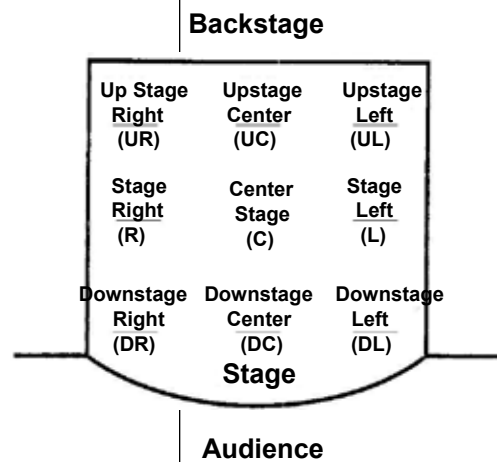 Backstage
Up Stage
Right
(UR)
Upstage
Center
(UC)
Upstage
Left
(UL)
Stage
Right
(R)
Center
Stage
(C)
Stage
Left
(L)
Downstage
Right
(DR)
Downstage
Center
(DC)
Downstage
Left
(DL)
Stage
Audience